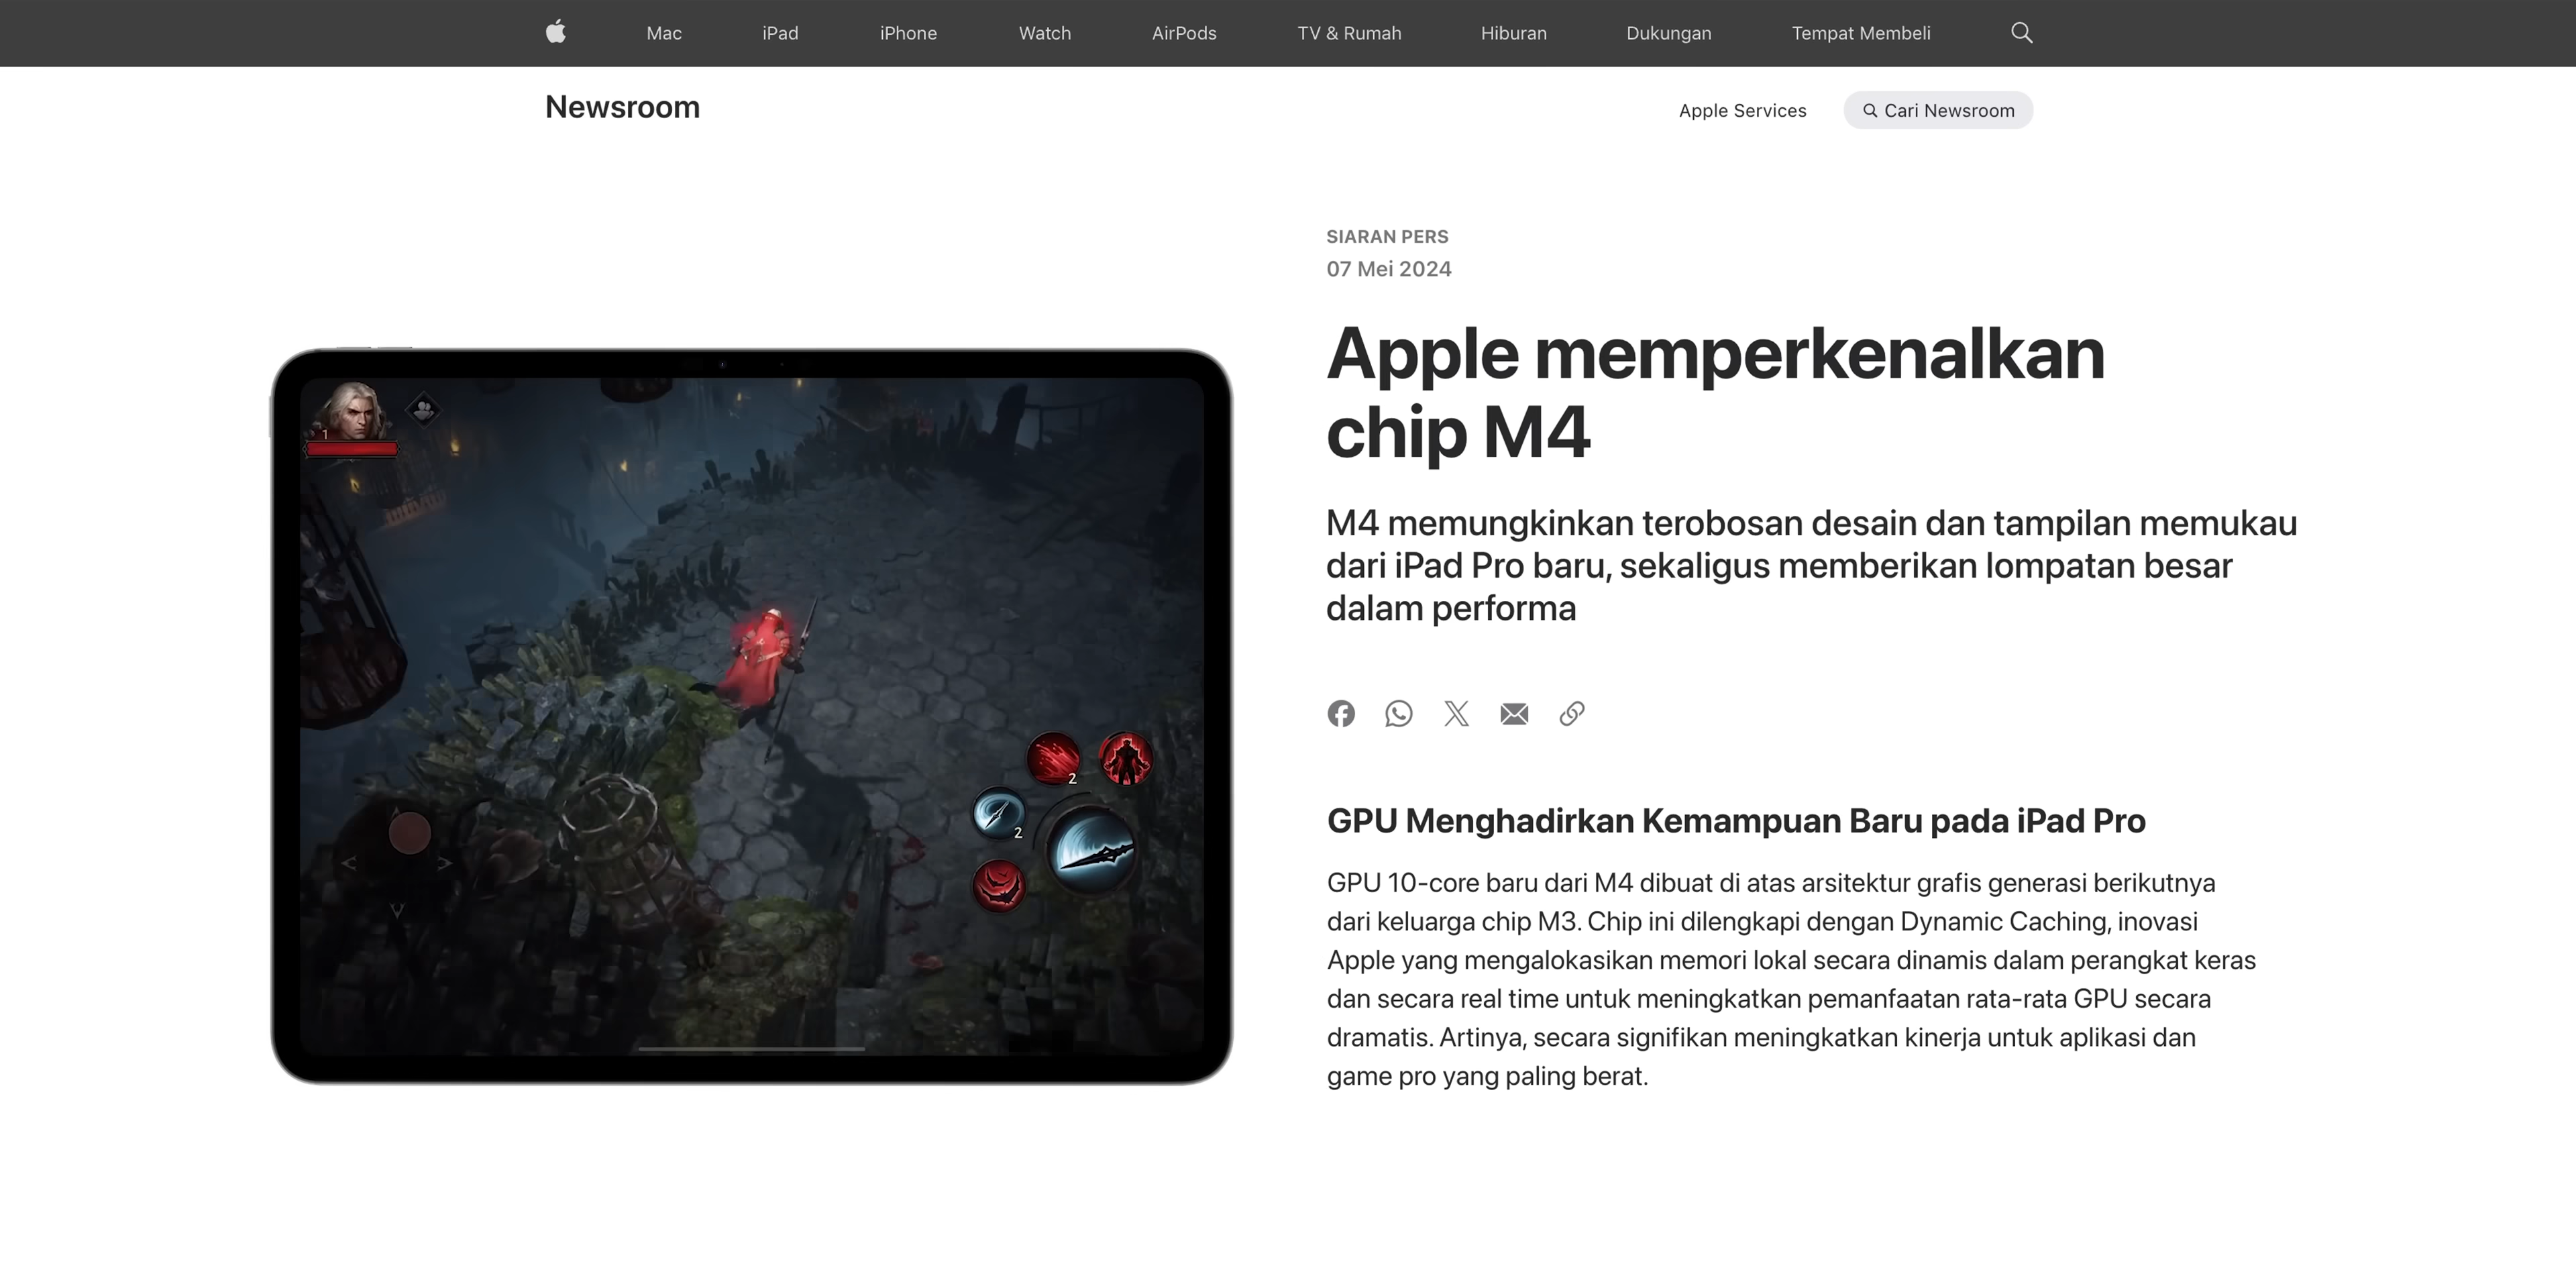 Mac iPad iPhone Watch AirPods TV & Rumah Hiburan Dukungan Tempat Membeli
Newsroom
Apple Services
Cari Newsroom
SIARAN PERS
07 Mei 2024
Apple memperkenalkan
chip M4
M4 memungkinkan terobosan desain dan tampilan memukau
dari iPad Pro baru, sekaligus memberikan lompatan besar
dalam performa
1
2
2
GPU Menghadirkan Kemampuan Baru pada iPad Pro
GPU 10-core baru dari M4 dibuat di atas arsitektur grafis generasi berikutnya
dari keluarga chip M3. Chip ini dilengkapi dengan Dynamic Caching, inovasi
Apple yang mengalokasikan memori lokal secara dinamis dalam perangkat keras
dan secara real time untuk meningkatkan pemanfaatan rata-rata GPU secara
dramatis. Artinya, secara signifikan meningkatkan kinerja untuk aplikasi dan
game pro yang paling berat.